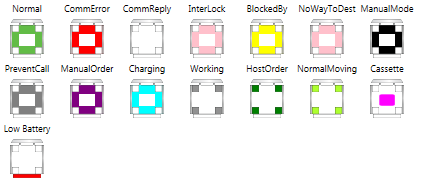 Normal CommError CommReply InterLock BlockedBy NoWayToDest ManualMode
PreventCall ManualOrder Charging Working HostOrder NormalMoving Cassette
Low Battery